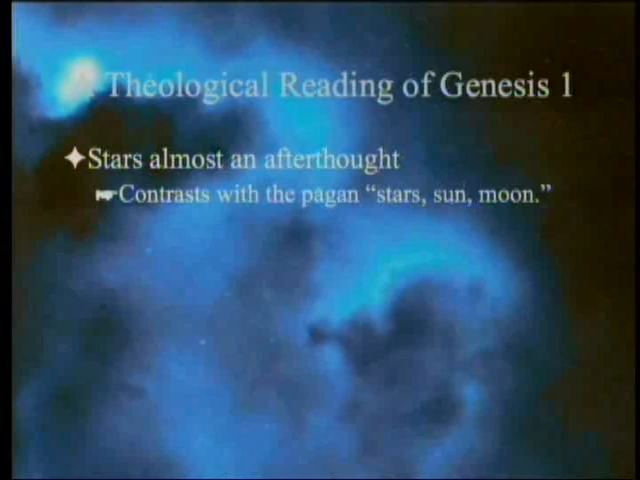 A Theological Reading of Genesis 1
Stars almost an afterthought
Contrasts with the pagan “stars, sun, moon.”